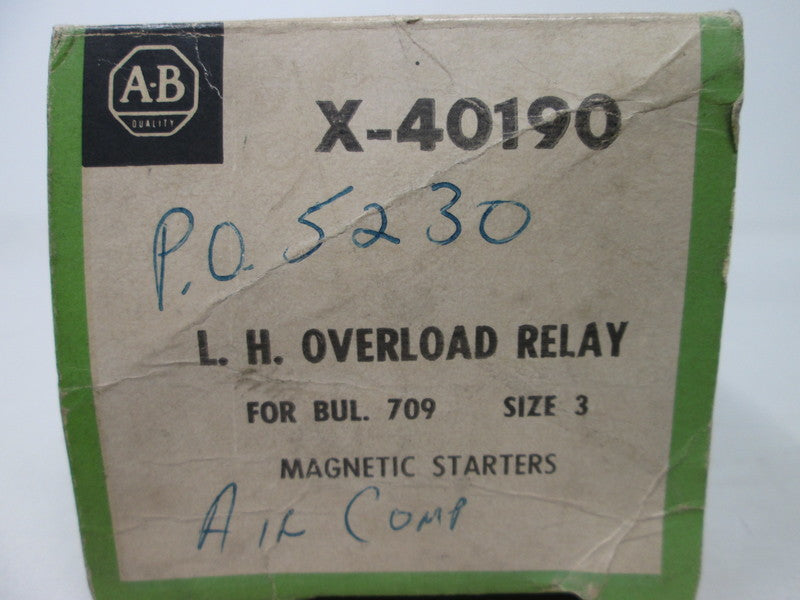 A-B
QUALITY
X-40190
P.O. 5230
L. H. OVERLOAD RELAY
FOR BUL. 709 SIZE 3
MAGNETIC STARTERS
AIR COMP